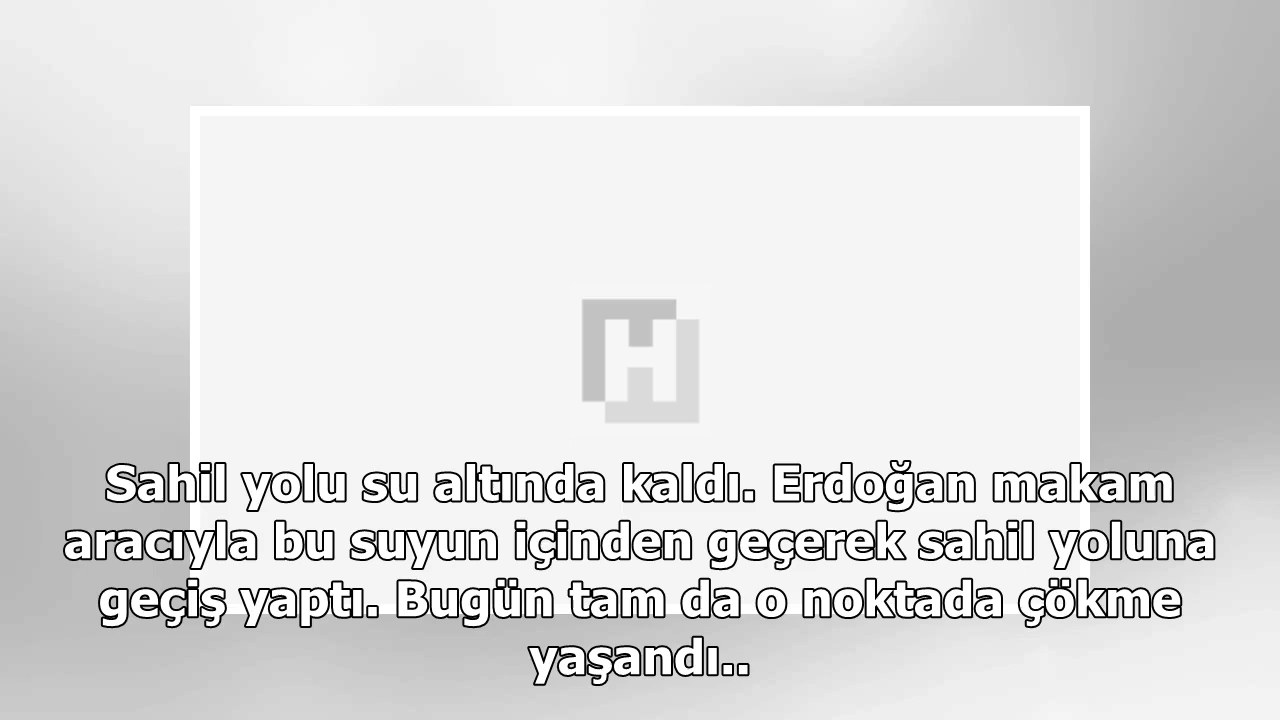 Sahil yolu su altında kaldı. Erdoğan makam
aracıyla bu suyun içinden geçerek sahil yoluna
geçiş yaptı. Bugün tam da o noktada çökme
yaşandı..